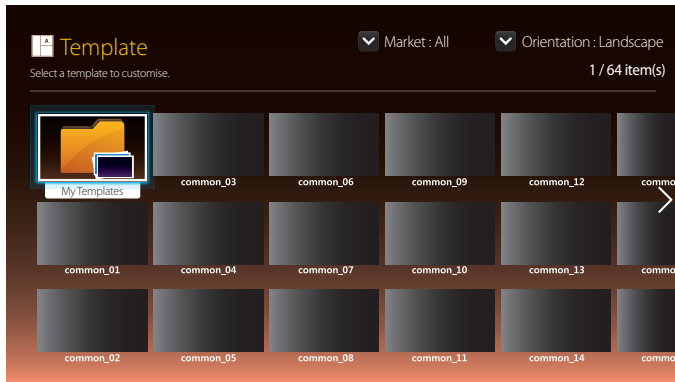 A
Template
Market : All
Orientation : Landscape
Select a template to customise.
1 / 64 item(s)
My Templates
common_03
common_06
common_09
common_12
common_01
common_04
common_07
common_10
common_13
common_02
common_05
common_08
common_11
common_14